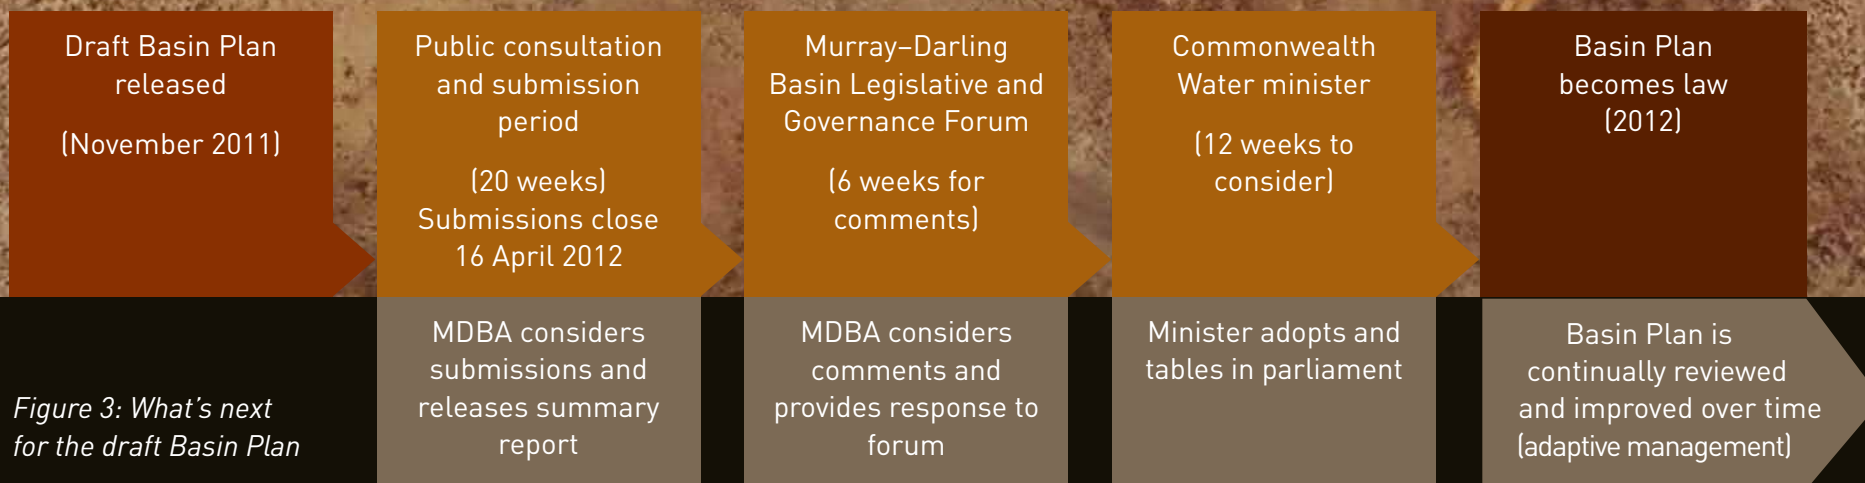 Draft Basin Plan
released
(November 2011)
Public consultation
and submission
period
(20 weeks)
Submissions close
16 April 2012
Murray–Darling
Basin Legislative and
Governance Forum
(6 weeks for
comments)
Commonwealth
Water minister
(12 weeks to
consider)
Basin Plan
becomes law
(2012)
MDBA considers
submissions and
releases summary
report
MDBA considers
comments and
provides response to
forum
Minister adopts and
tables in parliament
Basin Plan is
continually reviewed
and improved over time
(adaptive management)
Figure 3: What's next
for the draft Basin Plan